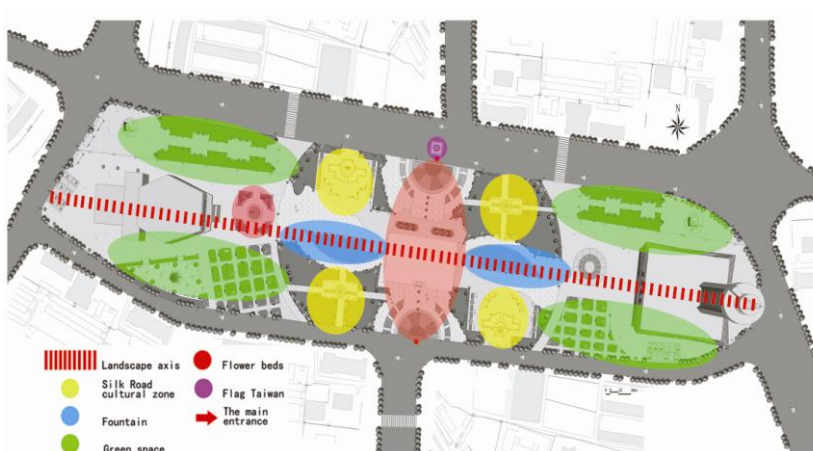 N
Landscape axis
Flower beds
Silk Road
cultural zone
Flag Taiwan
Fountain
The main
entrance
Green space